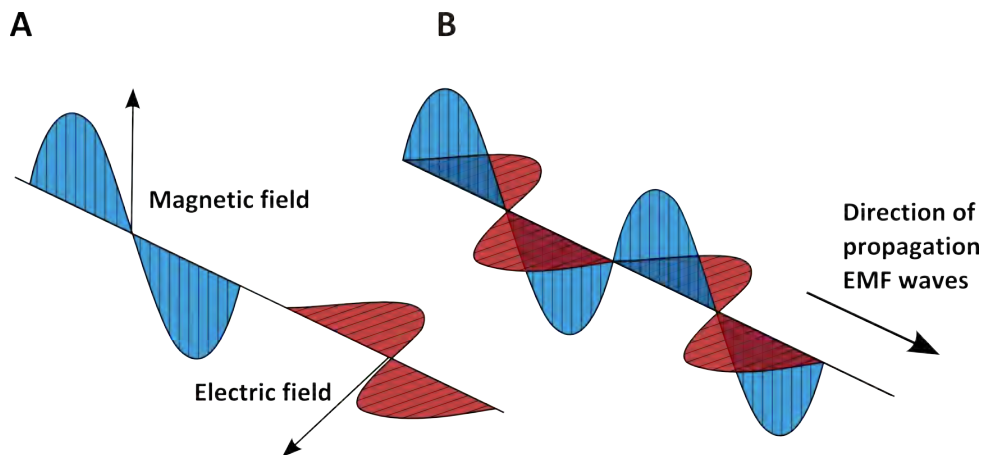 A
B
Magnetic field
Direction of
propagation
EMF waves
Electric field